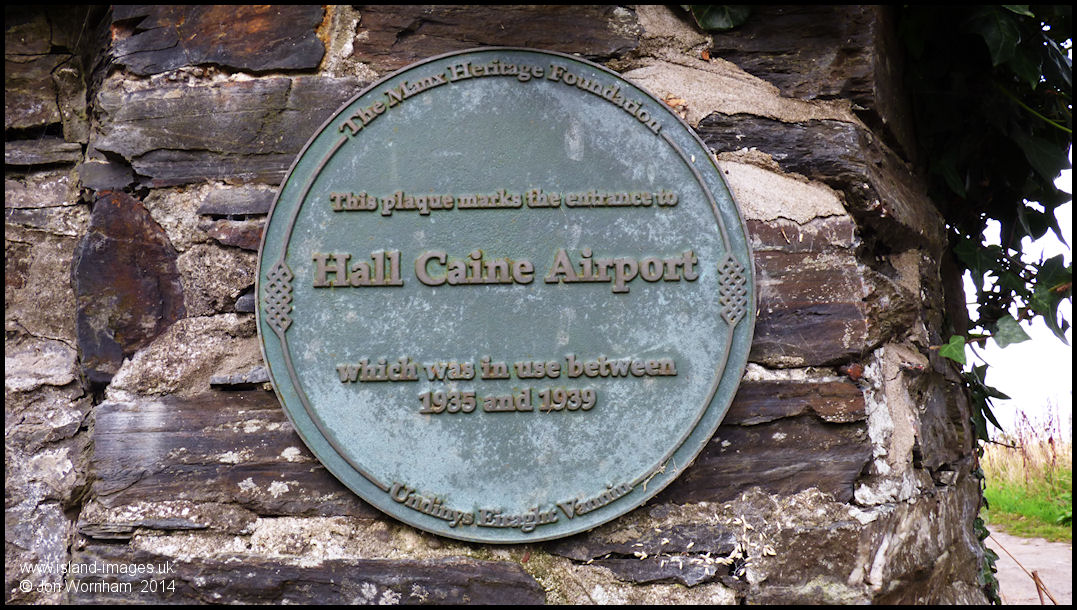 The Manx Heritage Foundation
This plaque marks the entrance to
Hall Caine Airport
which was in use between
1935 and 1939
Undinys Eiraght Vannin
www.island-images.uk
© Jon Wornham 2014